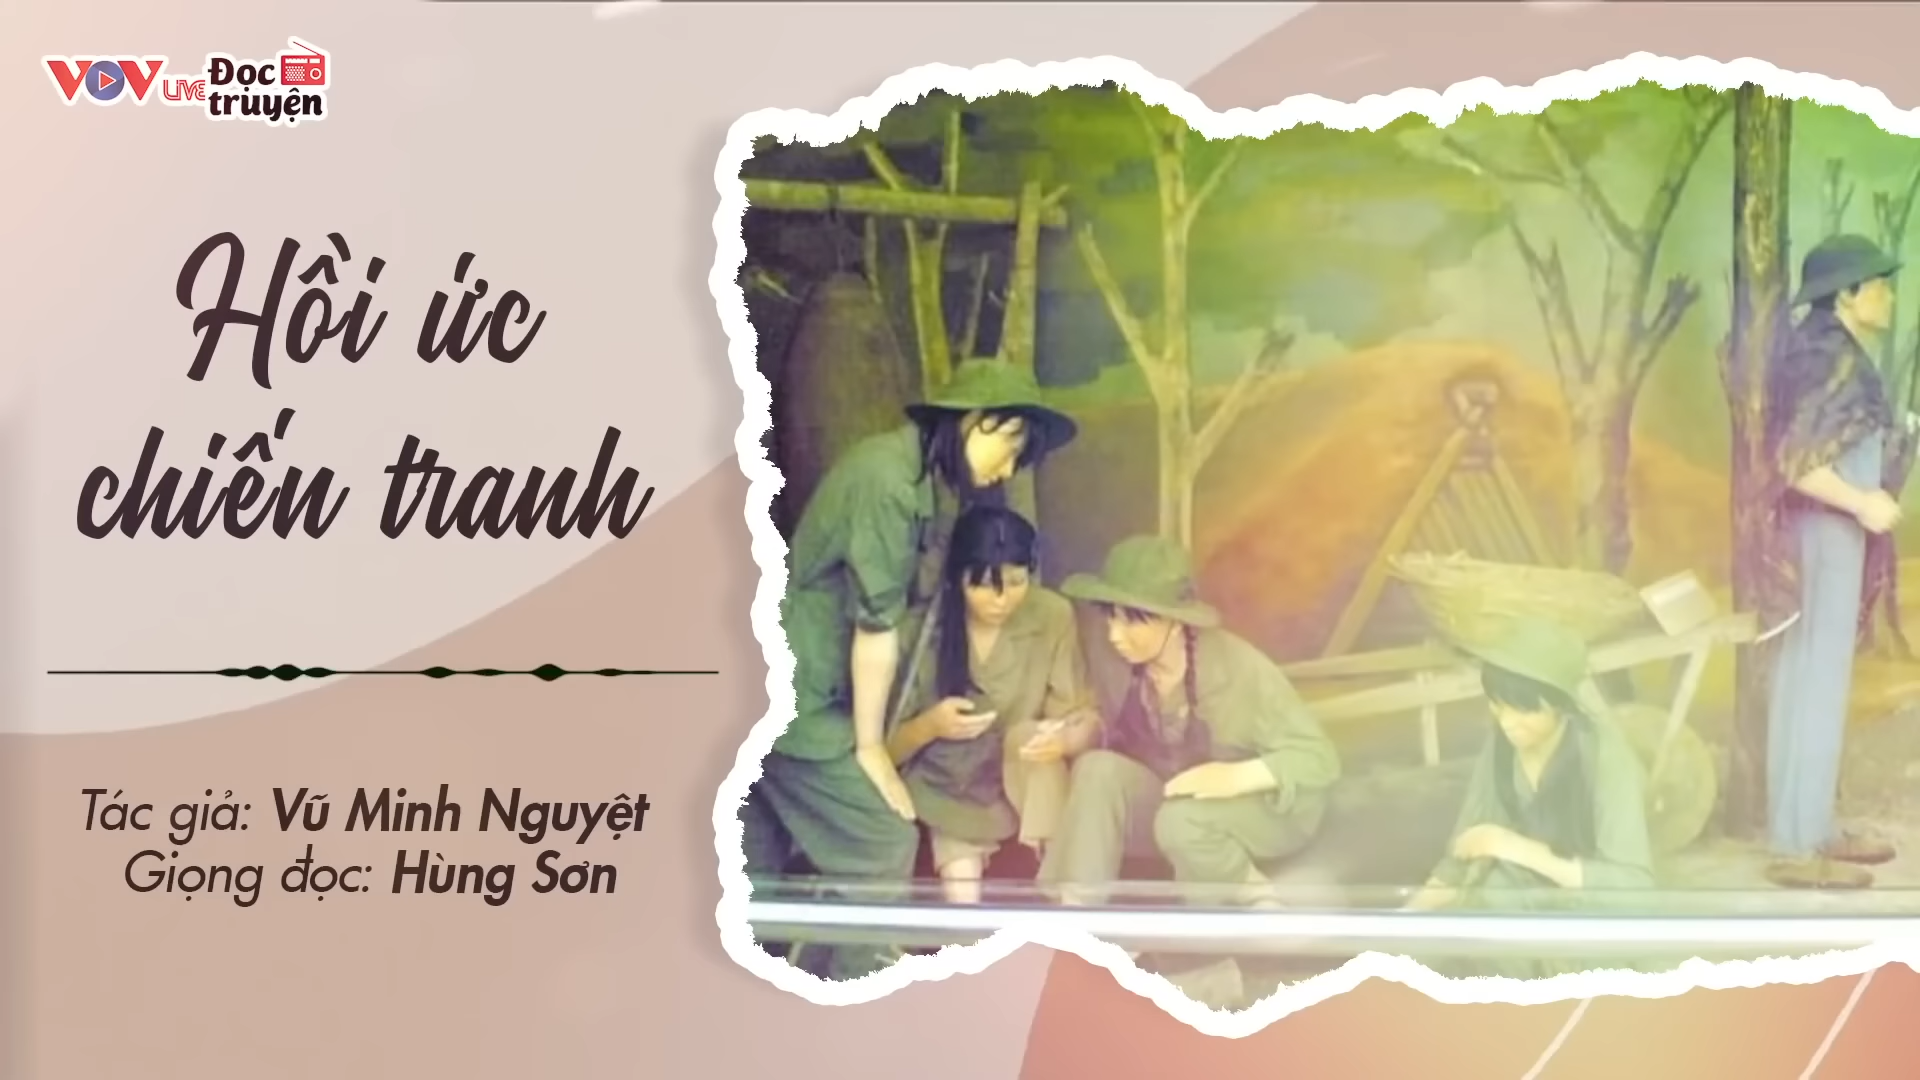 VOV LIVE Đọc
truyện
Hồi ức
chiến tranh
Tác giả: Vũ Minh Nguyệt
Giọng đọc: Hùng Sơn